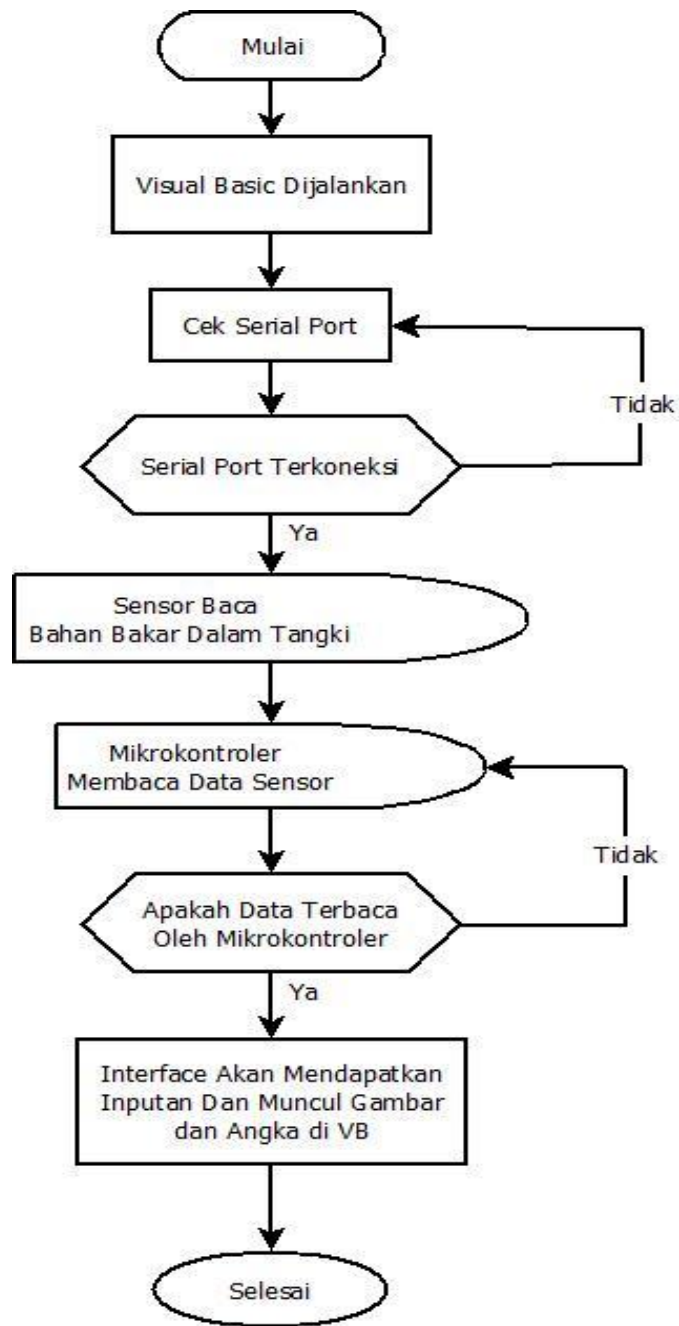 Mulai
Visual Basic Dijalankan
Cek Serial Port
Tidak
Serial Port Terkoneksi
Ya
Sensor Baca
Bahan Bakar Dalam Tangki
Mikrokontroler
Membaca Data Sensor
Tidak
Apakah Data Terbaca
Oleh Mikrokontroler
Ya
Interface Akan Mendapatkan
Inputan Dan Muncul Gambar
dan Angka di VB
Selesai